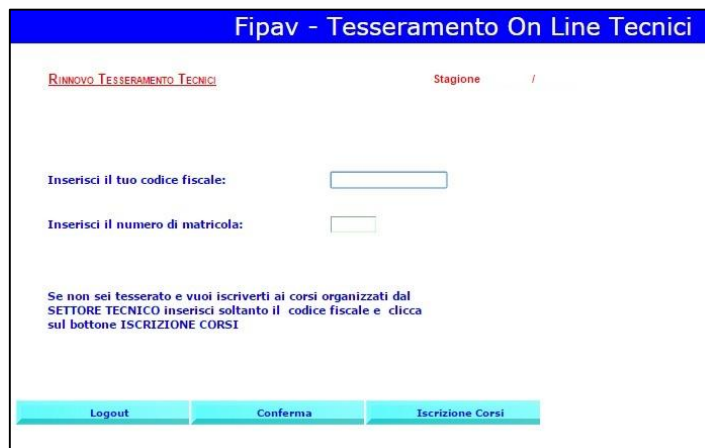 Fipav - Tesseramento On Line Tecnici
Rinnovo Tesseramento Tecnici
Stagione /
Inserisci il tuo codice fiscale:
Inserisci il numero di matricola:
Se non sei tesserato e vuoi iscriverti ai corsi organizzati dal
SETTORE TECNICO inserisci soltanto il codice fiscale e clicca
sul bottone ISCRIZIONE CORSI
Logout
Conferma
Iscrizione Corsi